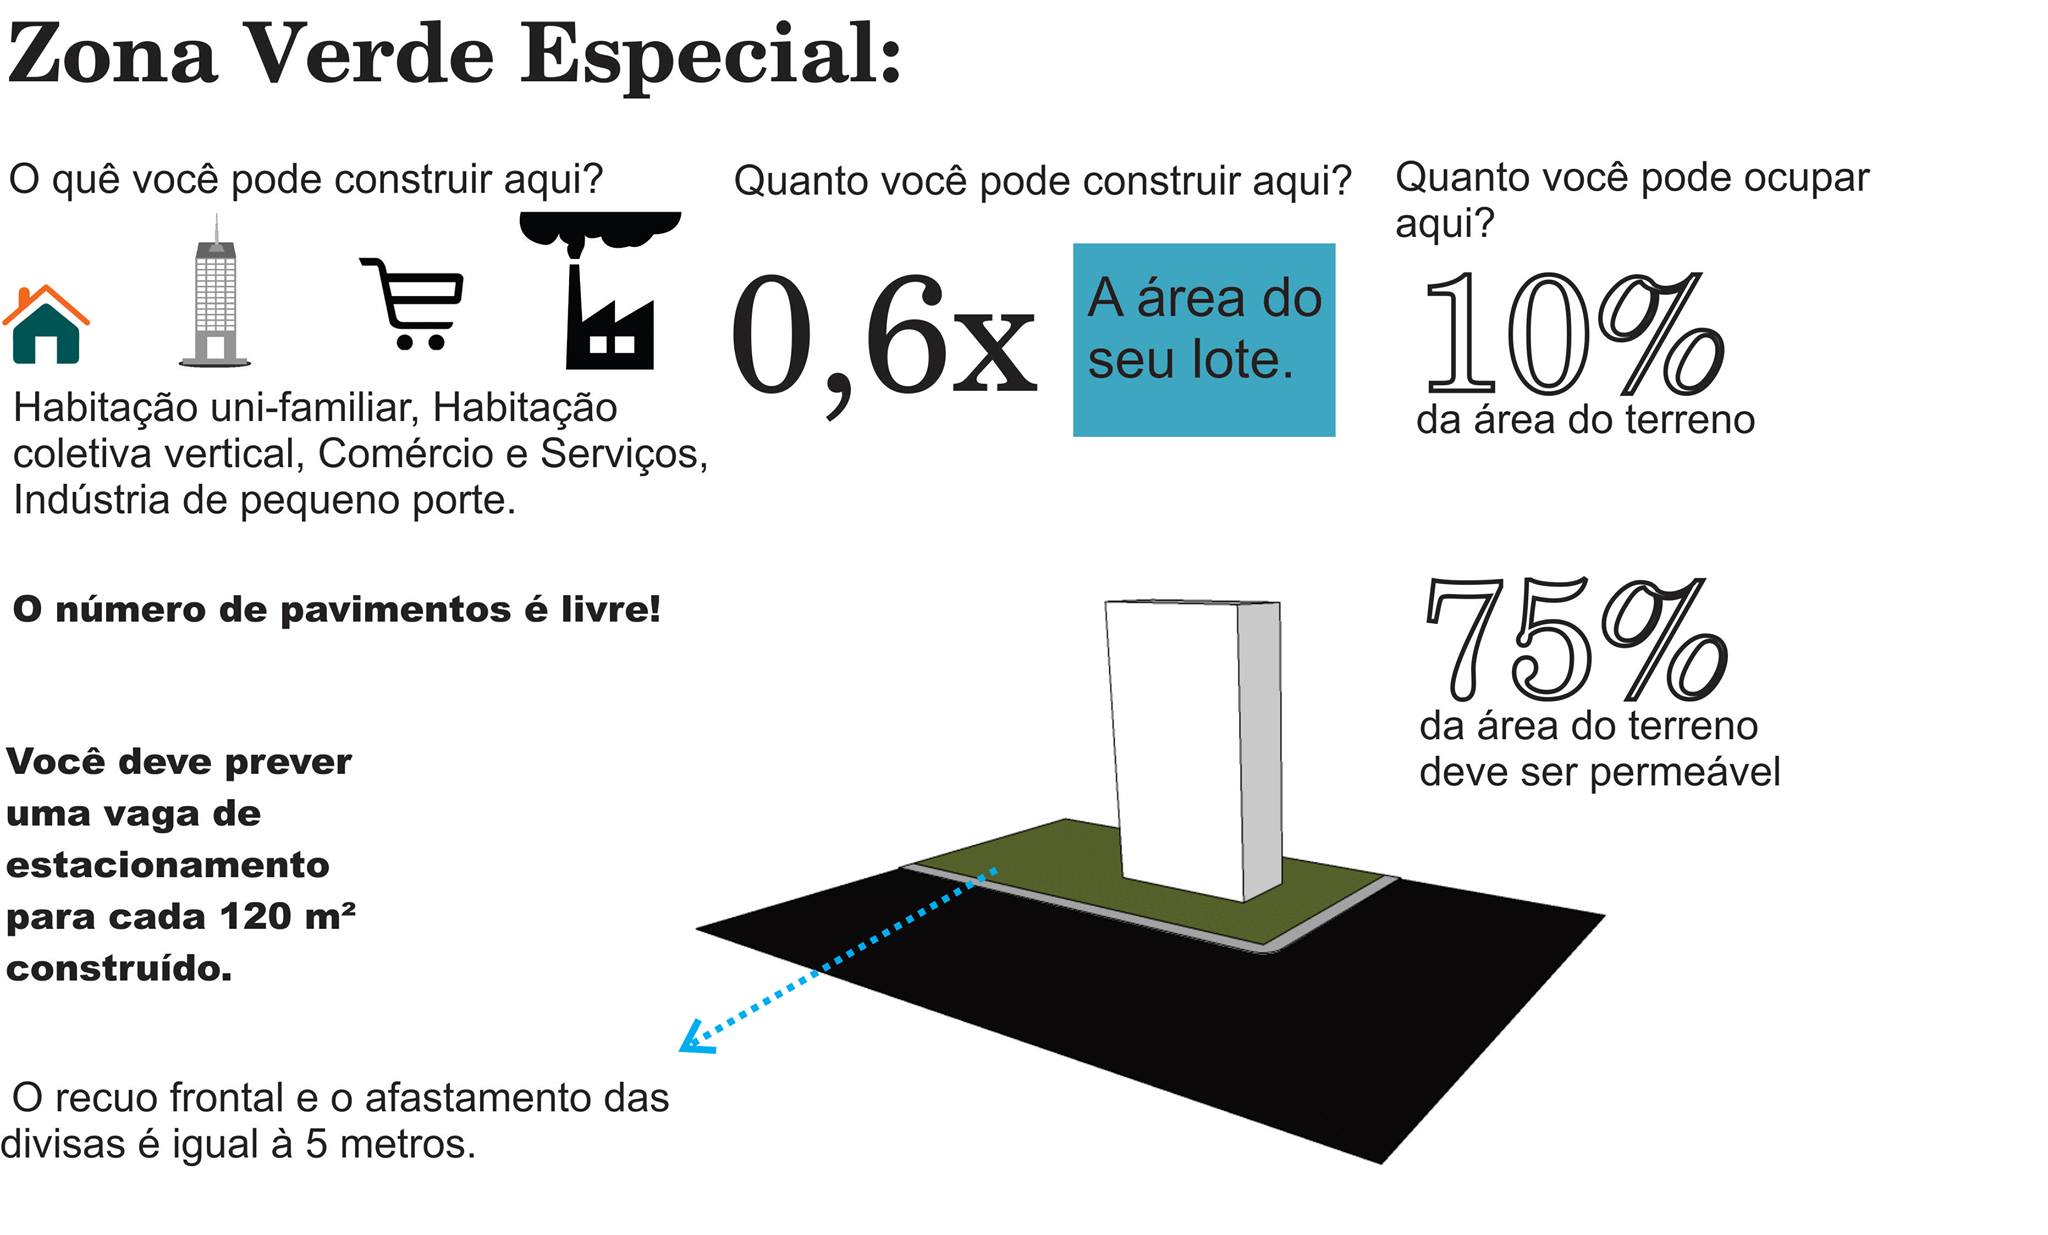 Zona Verde Especial:
O quê você pode construir aqui?
Habitação uni-familiar, Habitação
coletiva vertical, Comércio e Serviços,
Indústria de pequeno porte.
Quanto você pode construir aqui?
0,6x
A área do
seu lote.
Quanto você pode ocupar
aqui?
10%
da área do terreno
75%
da área do terreno
deve ser permeável
O número de pavimentos é livre!
Você deve prever
uma vaga de
estacionamento
para cada 120 m²
construído.
O recuo frontal e o afastamento das
divisas é igual à 5 metros.